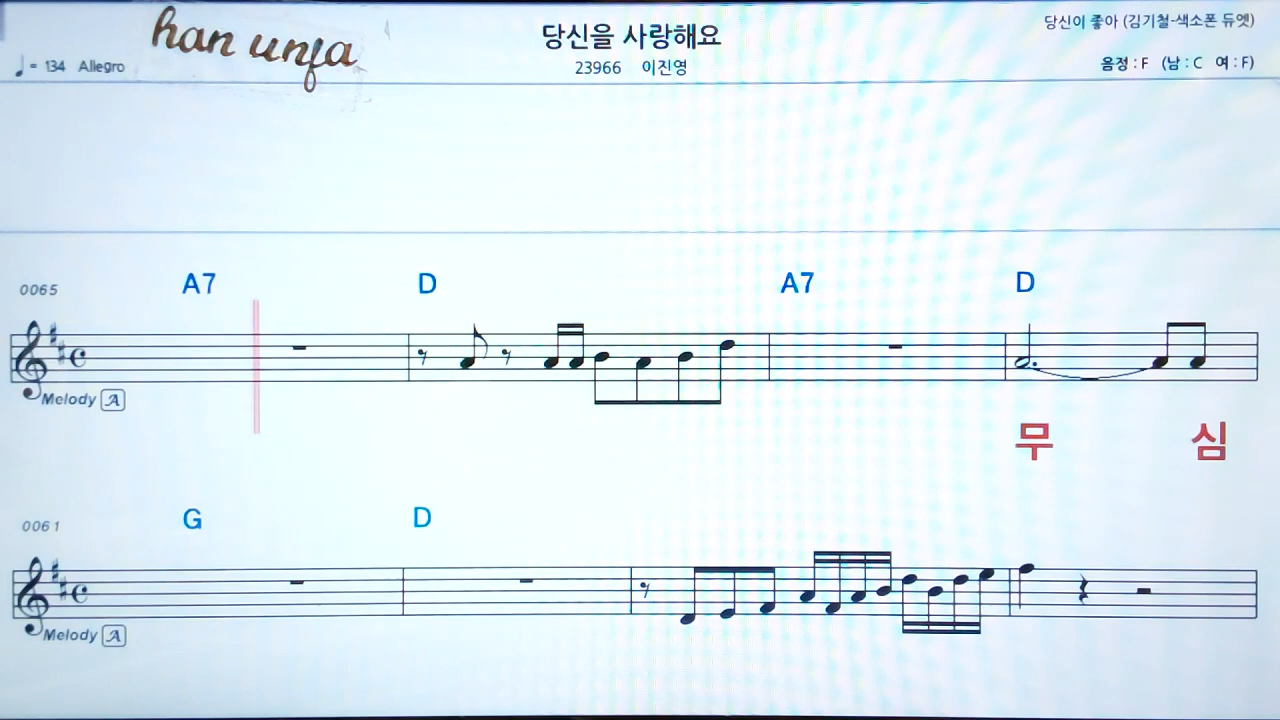 han unfa
당신을 사랑해요
당신이 좋아 (김기철-색소폰 듀엣)
♩= 134 Allegro
23966 이진영
음정 : F (남 : C 여 : F)
0065 A7 D A7 D
Melody A
무 심
0061 G D
Melody A